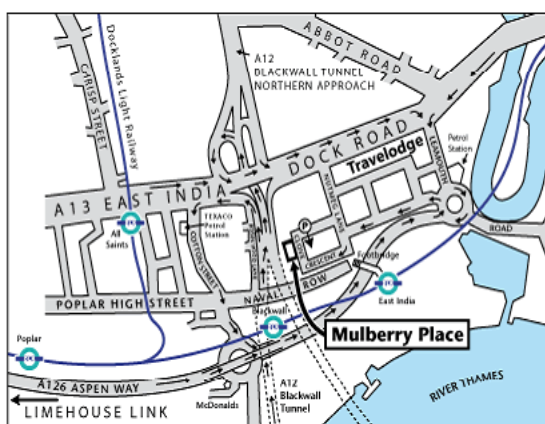 ABBOT ROAD
Docklands Light Railway
CHRISP STREET
A12
BLACKWALL TUNNEL
NORTHERN APPROACH
DOCK ROAD
Travelodge
LEAMOUTH
Petrol
Station
NUTMEG LANE
A13 EAST INDIA
TEXACO
Petrol
Station
P
All
Saints
COTTON STREET
CLOVE
CRESCENT
ROAD
Footbridge
POPLAR HIGH STREET
NAVAL ROW
East India
Blackwall
Mulberry Place
Poplar
A126 ASPEN WAY
LIMEHOUSE LINK
McDonalds
A12
Blackwall
Tunnel
RIVER THAMES